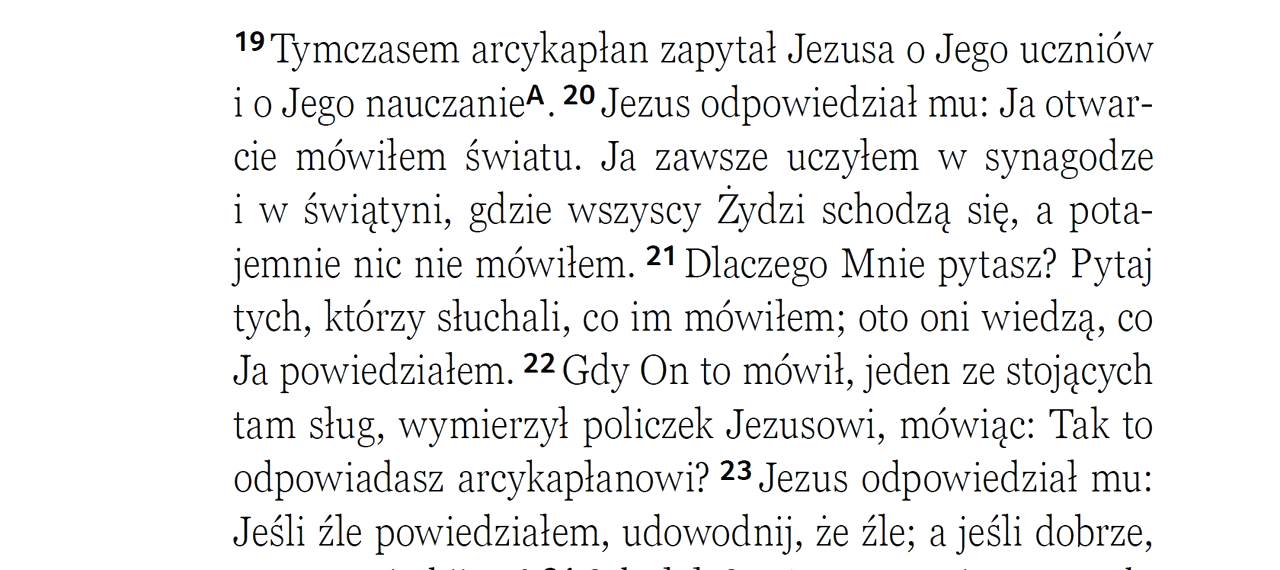 19 Tymczasem arcykapłan zapytał Jezusa o Jego uczniów
i o Jego nauczanieA. 20 Jezus odpowiedział mu: Ja otwar-
cie mówiłem światu. Ja zawsze uczyłem w synagodze
i w świątyni, gdzie wszyscy Żydzi schodzą się, a pota-
jemnie nic nie mówiłem. 21 Dlaczego Mnie pytasz? Pytaj
tych, którzy słuchali, co im mówiłem; oto oni wiedzą, co
Ja powiedziałem. 22 Gdy On to mówił, jeden ze stojących
tam sług, wymierzył policzek Jezusowi, mówiąc: Tak to
odpowiadasz arcykapłanowi? 23 Jezus odpowiedział mu:
Jeśli źle powiedziałem, udowodnij, że źle; a jeśli dobrze,